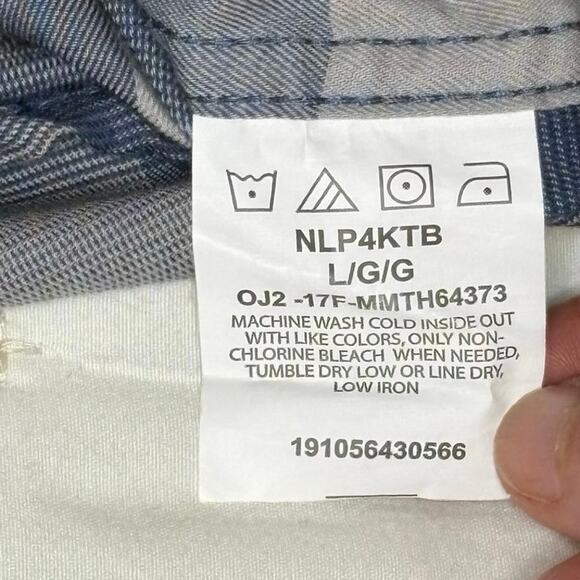 NLP4KTB
L/G/G
OJ2 -17F-MMTH64373
MACHINE WASH COLD INSIDE OUT
WITH LIKE COLORS, ONLY NON-
CHLORINE BLEACH WHEN NEEDED,
TUMBLE DRY LOW OR LINE DRY,
LOW IRON
191056430566